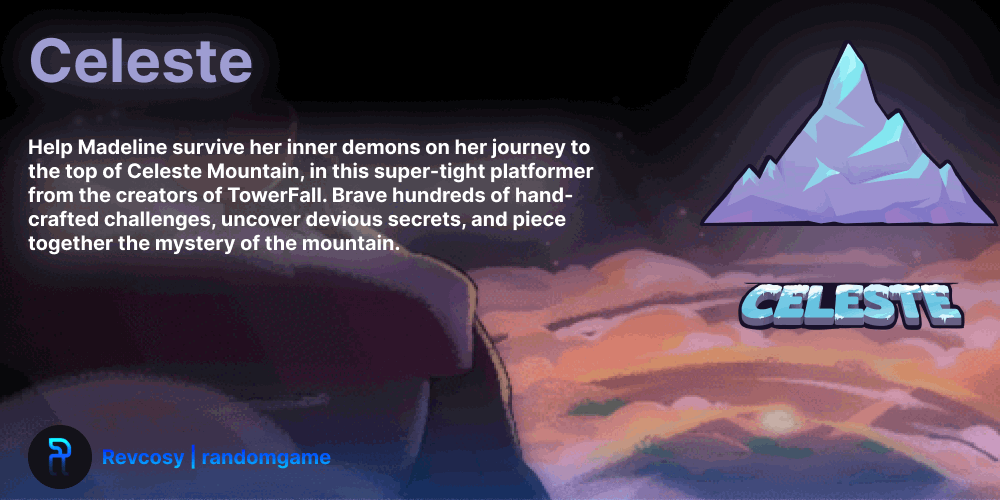 Celeste
Help Madeline survive her inner demons on her journey to
the top of Celeste Mountain, in this super-tight platformer
from the creators of TowerFall. Brave hundreds of hand-
crafted challenges, uncover devious secrets, and piece
together the mystery of the mountain.
CELESTE
Revcosy | randomgame